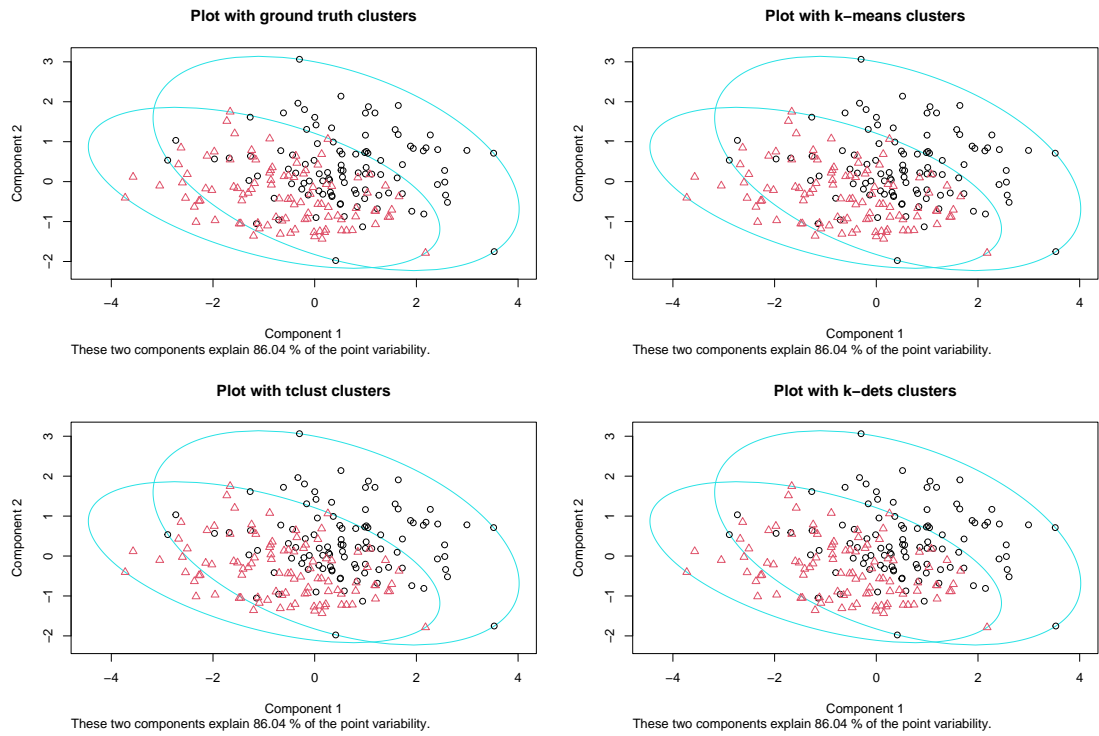 Plot with ground truth clusters
Component 2
3
2
1
0
−1
−2
−4
−2
0
2
4
Component 1
These two components explain 86.04 % of the point variability.
Plot with k−means clusters
Component 2
3
2
1
0
−1
−2
−4
−2
0
2
4
Component 1
These two components explain 86.04 % of the point variability.
Plot with tclust clusters
Component 2
3
2
1
0
−1
−2
−4
−2
0
2
4
Component 1
These two components explain 86.04 % of the point variability.
Plot with k−dets clusters
Component 2
3
2
1
0
−1
−2
−4
−2
0
2
4
Component 1
These two components explain 86.04 % of the point variability.